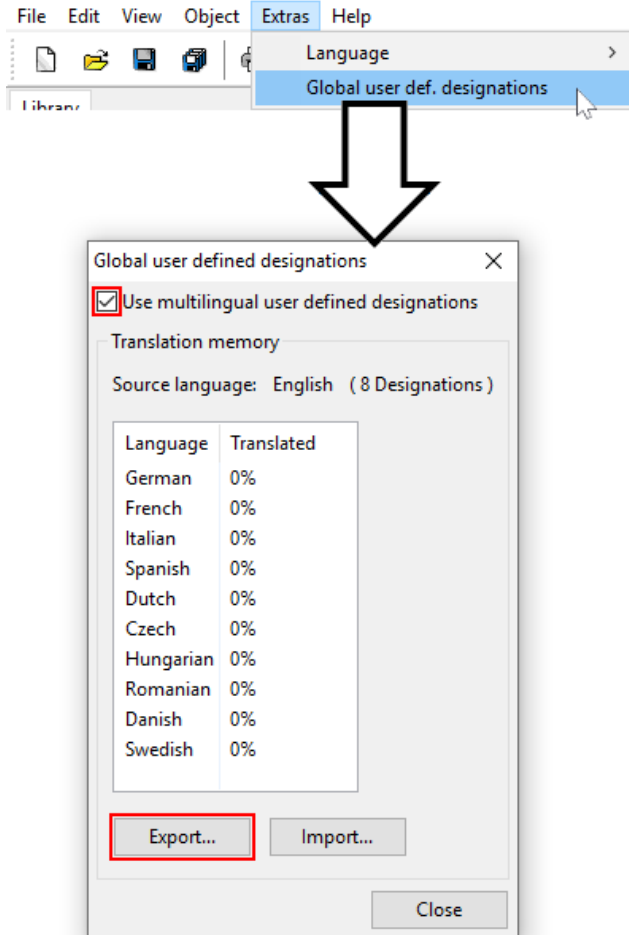 File Edit View Object Extras Help
Language
Global user def. designations
Library
Global user defined designations
Use multilingual user defined designations
Translation memory
Source language: English ( 8 Designations )
Language Translated
German 0%
French 0%
Italian 0%
Spanish 0%
Dutch 0%
Czech 0%
Hungarian 0%
Romanian 0%
Danish 0%
Swedish 0%
Export... Import...
Close